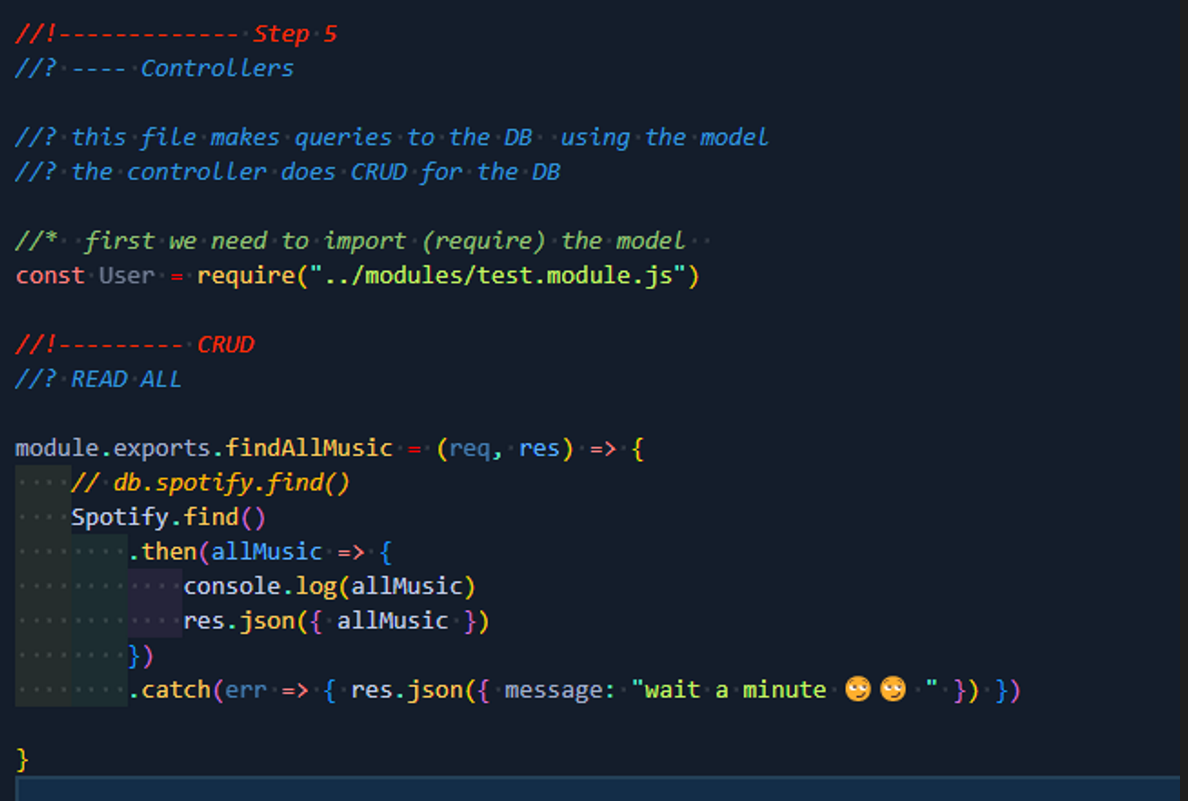 //!------------- Step 5
//? ---- Controllers
//? this file makes queries to the DB  using the model
//? the controller does CRUD for the DB
//*  first we need to import (require) the model
const User = require("../modules/test.module.js")
//!--------- CRUD
//? READ ALL
module.exports.findAllMusic = (req, res) => {
    // db.spotify.find()
    Spotify.find()
        .then(allMusic => {
            console.log(allMusic)
            res.json({ allMusic })
        })
        .catch(err => { res.json({ message: "wait a minute 🙄🙄 " }) })
}